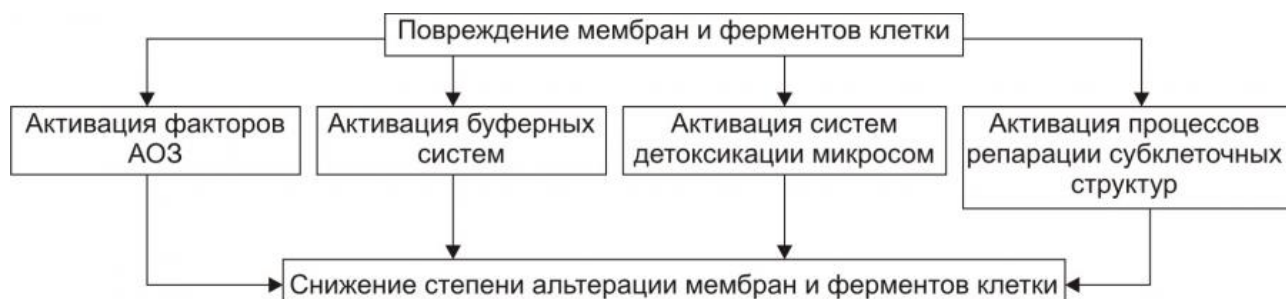 Повреждение мембран и ферментов клетки
Активация факторов
АОЗ
Активация буферных
систем
Активация систем
детоксикации микросом
Активация процессов
репарации субклеточных
структур
Снижение степени альтерации мембран и ферментов клетки